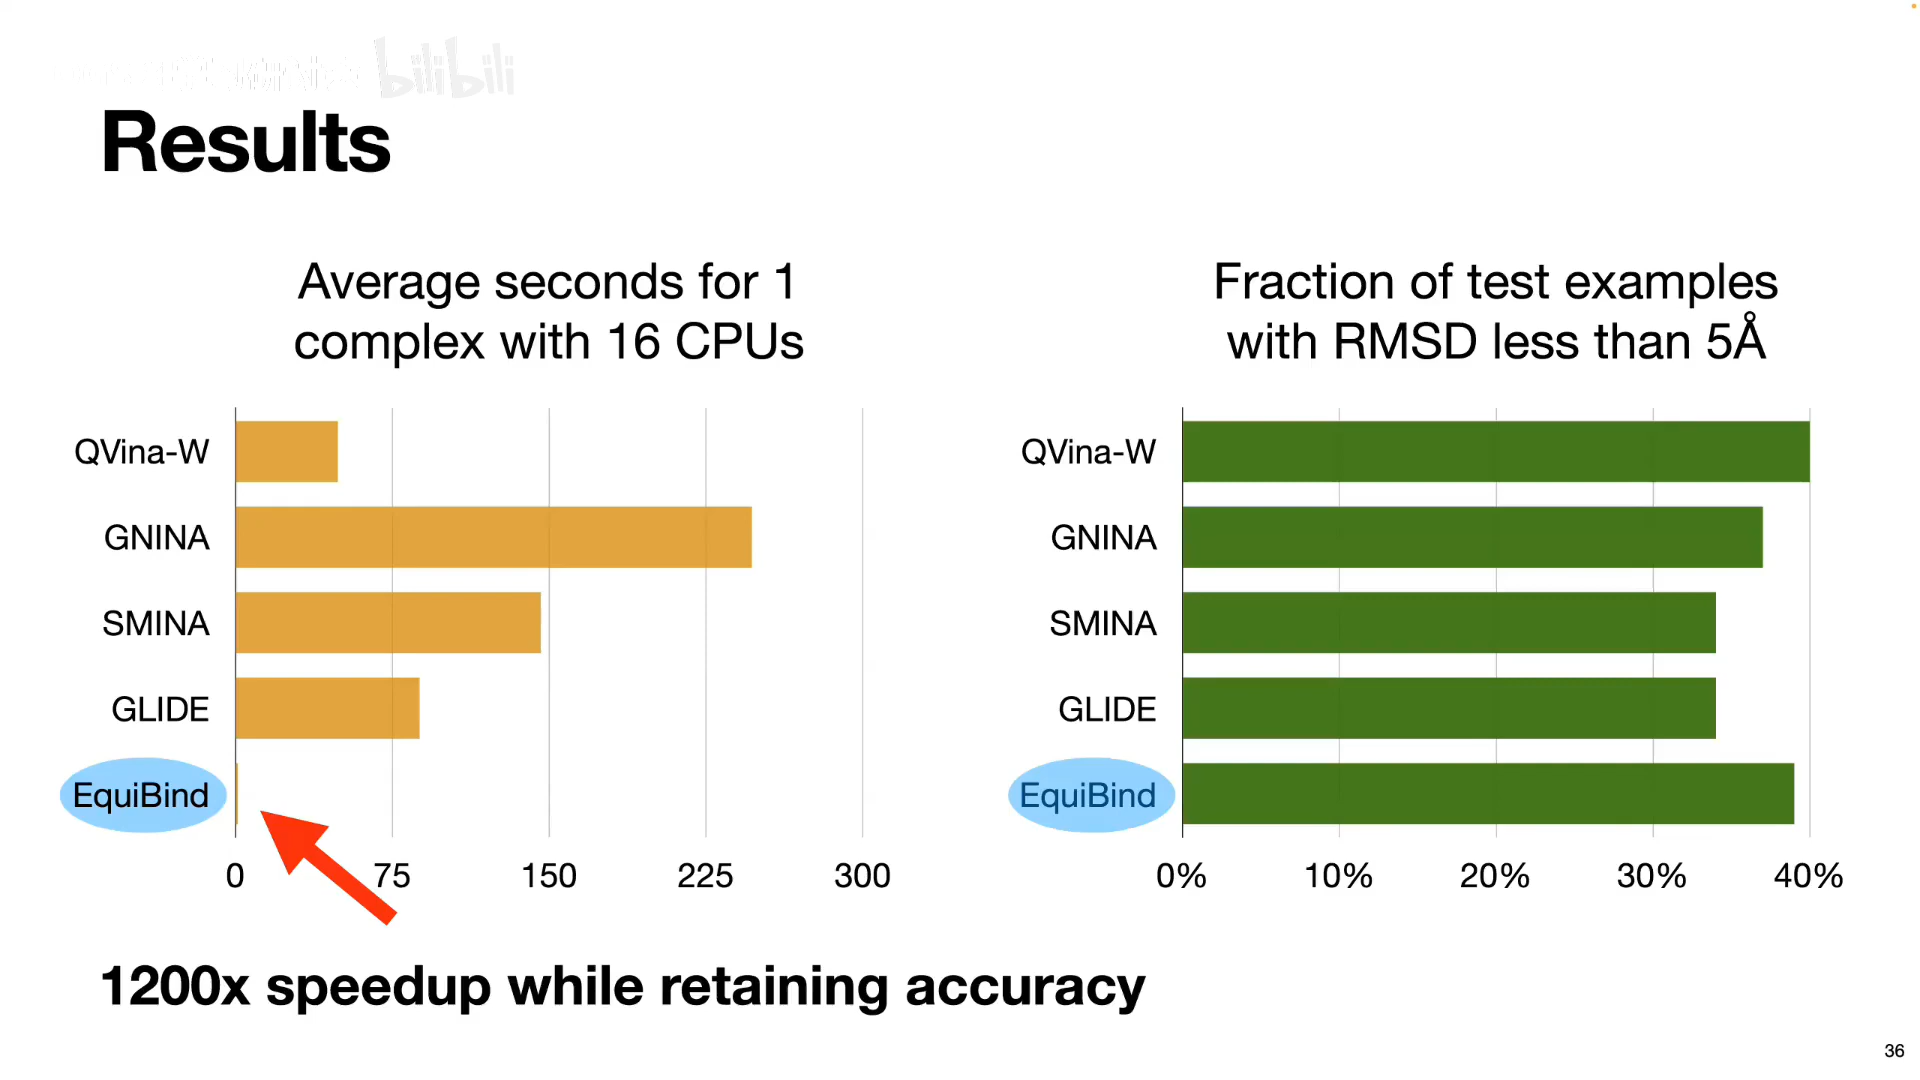 bilibili
Results
Average seconds for 1
complex with 16 CPUs
QVina-W
GNINA
SMINA
GLIDE
EquiBind
0 75 150 225 300
Fraction of test examples
with RMSD less than 5Å
QVina-W
GNINA
SMINA
GLIDE
EquiBind
0% 10% 20% 30% 40%
1200x speedup while retaining accuracy
36